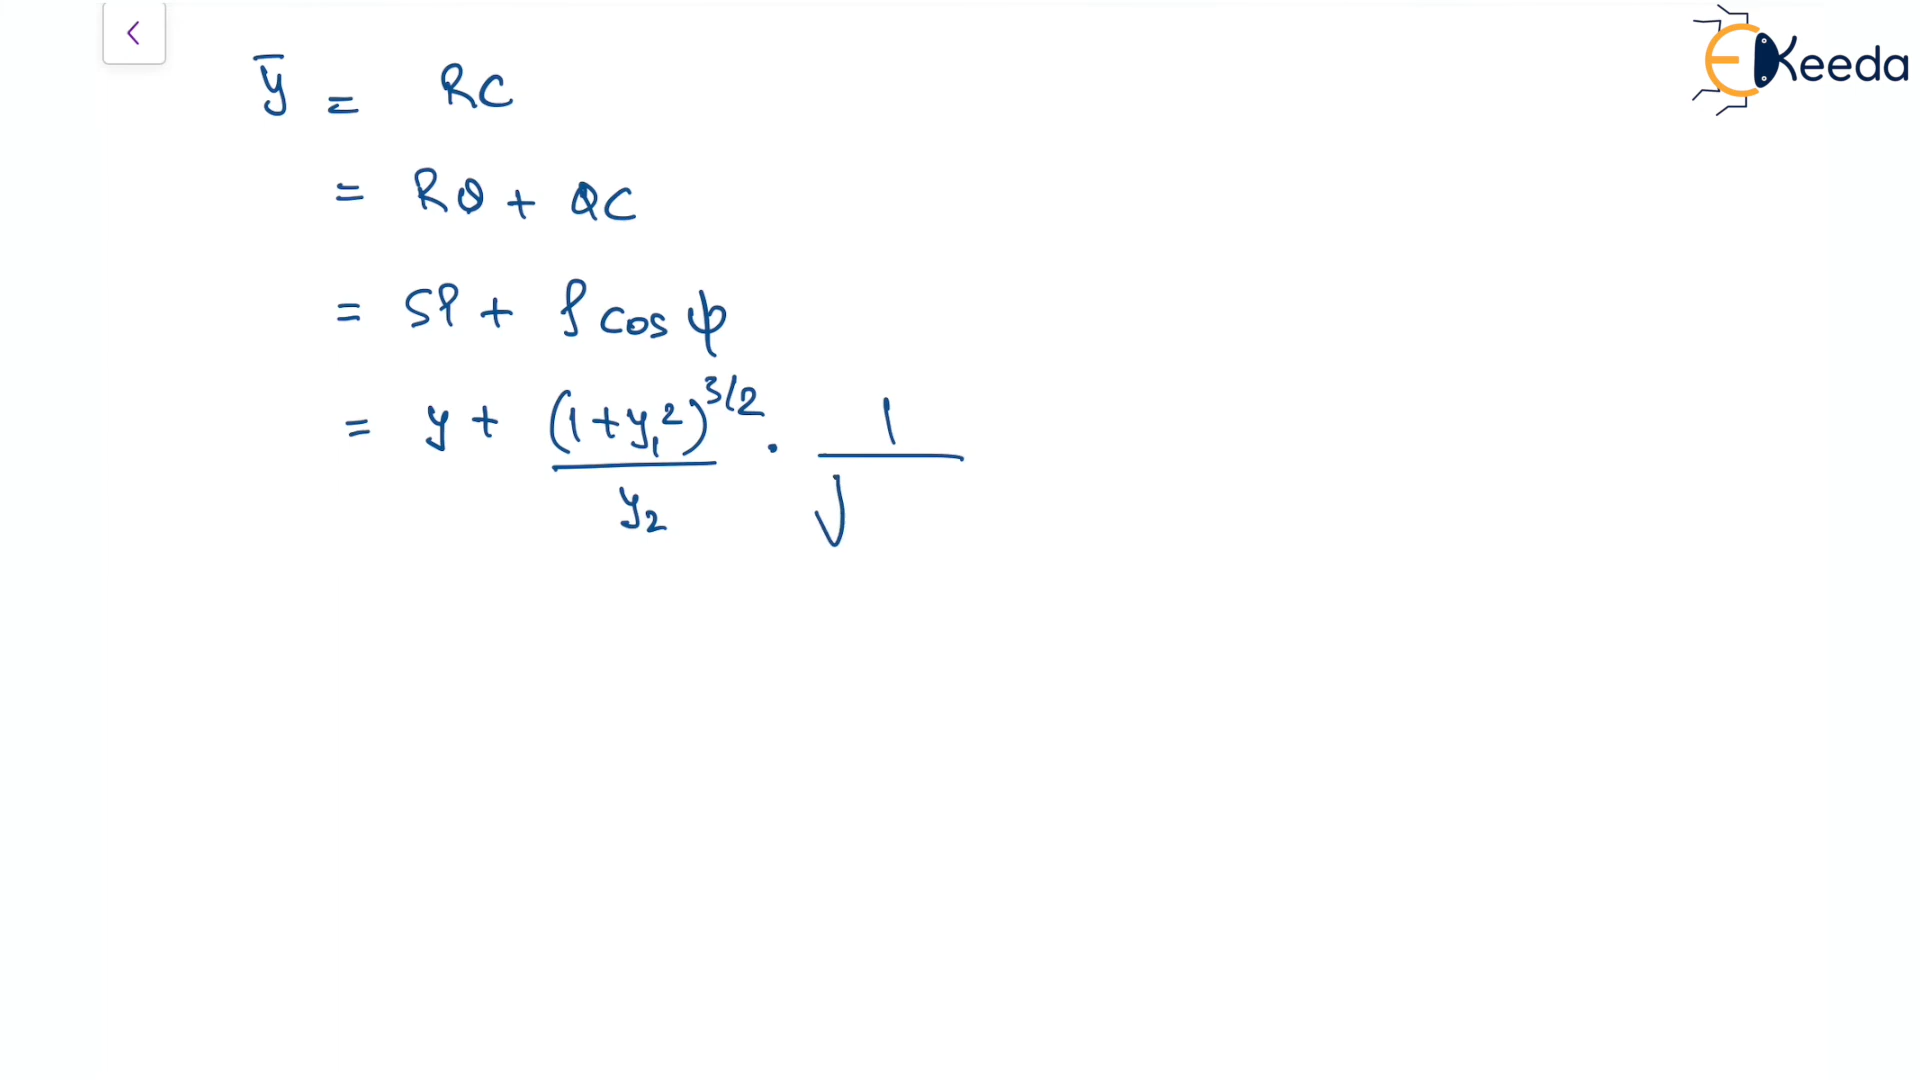 EKeeda
ȳ = RC
= RQ + QC
= SP + ρ cos ψ
= y + (1+y₁²)^3/2 / y₂ · 1 / √